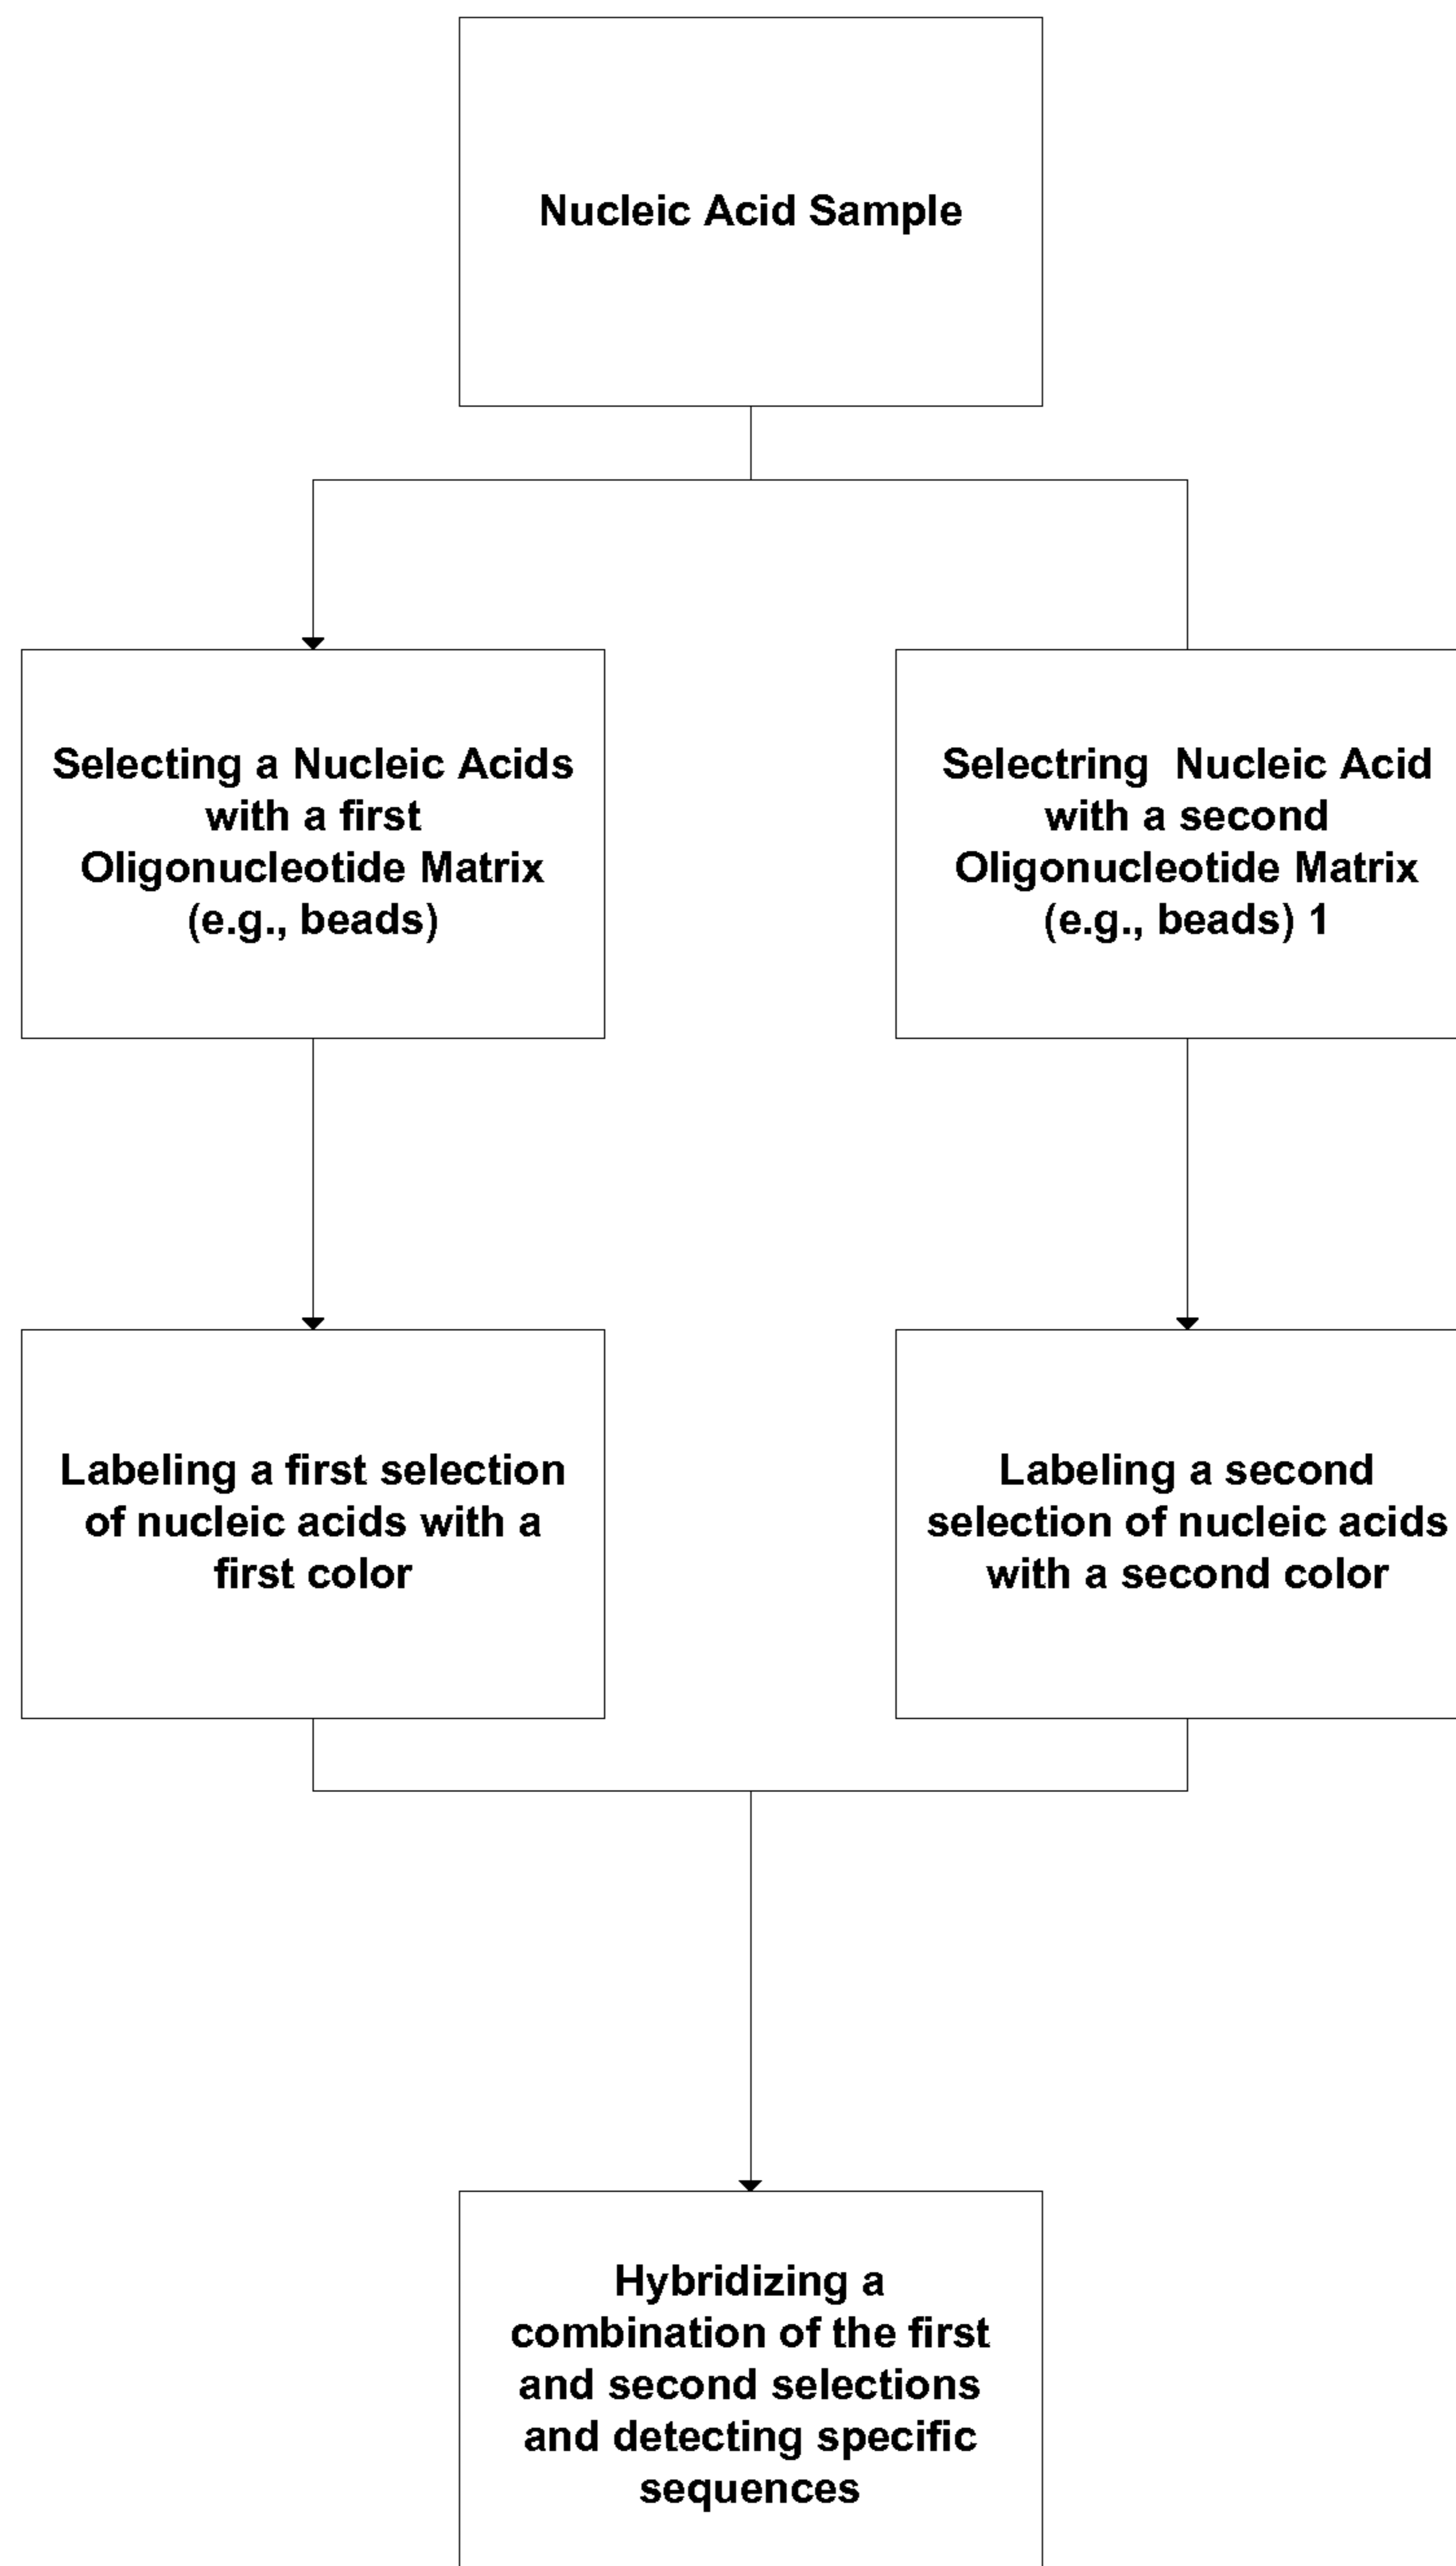 Nucleic Acid Sample
Selecting a Nucleic Acids
with a first
Oligonucleotide Matrix
(e.g., beads)
Selectring  Nucleic Acid
with a second
Oligonucleotide Matrix
(e.g., beads) 1
Labeling a first selection
of nucleic acids with a
first color
Labeling a second
selection of nucleic acids
with a second color
Hybridizing a
combination of the first
and second selections
and detecting specific
sequences